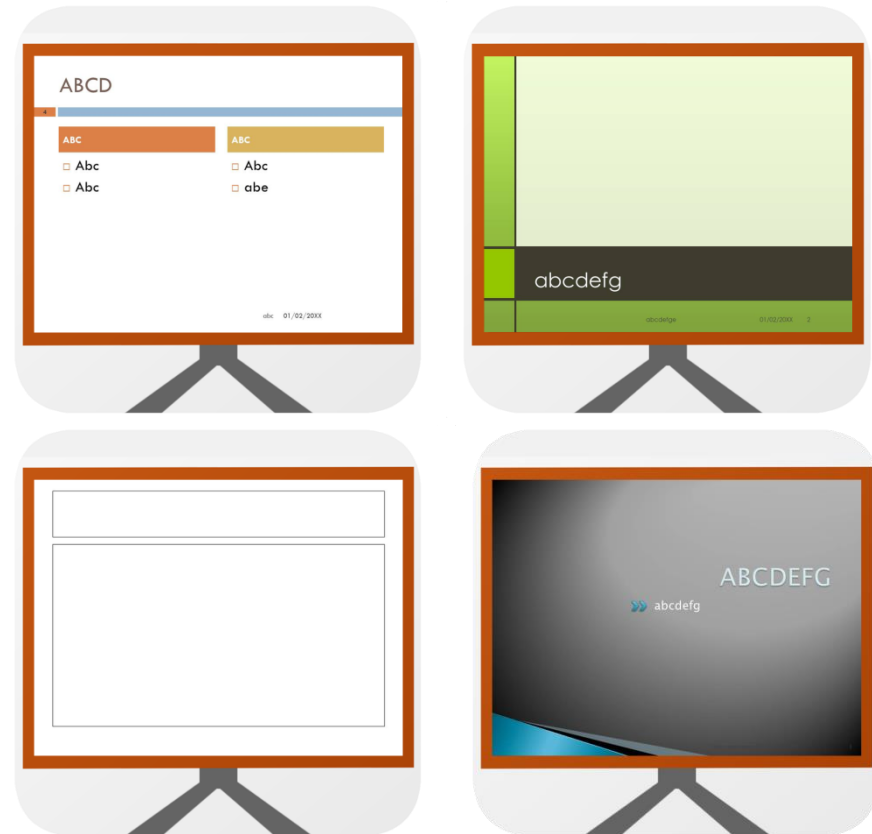 ABCD
4
ABC ABC
Abc Abc
Abc abe
abc 01/02/20XX
abcdefg
abcdefge 01/02/20XX 2
ABCDEFG
abcdefg